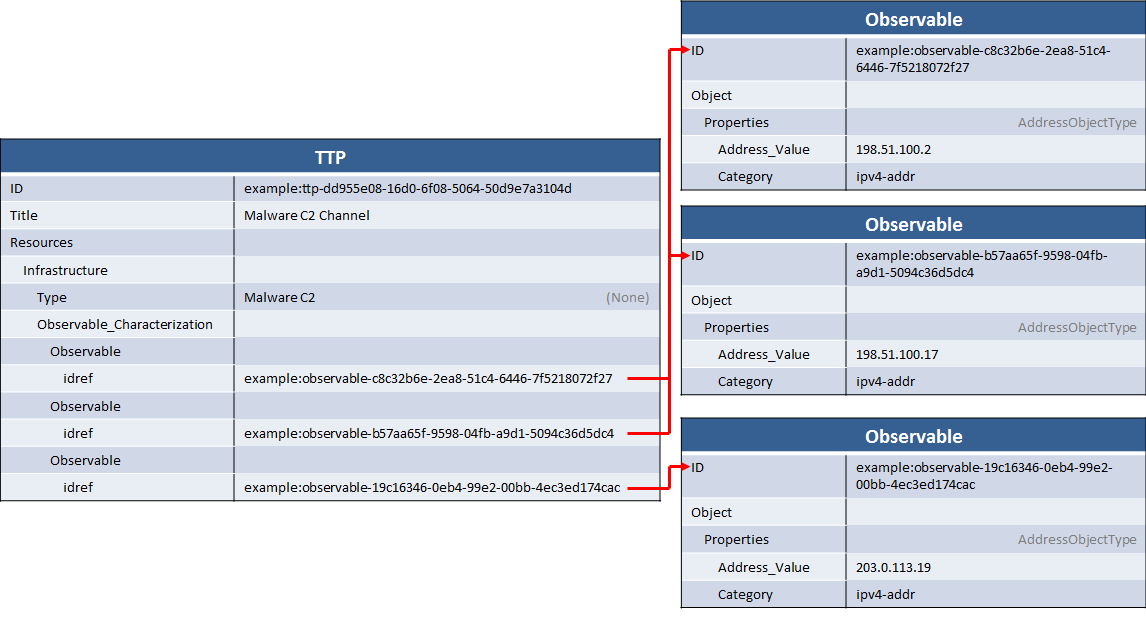 TTP
ID example:ttp-dd955e08-16d0-6f08-5064-50d9e7a3104d
Title Malware C2 Channel
Resources
Infrastructure
Type Malware C2 (None)
Observable_Characterization
Observable
idref example:observable-c8c32b6e-2ea8-51c4-6446-7f5218072f27
Observable
idref example:observable-b57aa65f-9598-04fb-a9d1-5094c36d5dc4
Observable
idref example:observable-19c16346-0eb4-99e2-00bb-4ec3ed174cac
Observable
ID example:observable-c8c32b6e-2ea8-51c4-
6446-7f5218072f27
Object
Properties AddressObjectType
Address_Value 198.51.100.2
Category ipv4-addr
Observable
ID example:observable-b57aa65f-9598-04fb-
a9d1-5094c36d5dc4
Object
Properties AddressObjectType
Address_Value 198.51.100.17
Category ipv4-addr
Observable
ID example:observable-19c16346-0eb4-99e2-
00bb-4ec3ed174cac
Object
Properties AddressObjectType
Address_Value 203.0.113.19
Category ipv4-addr